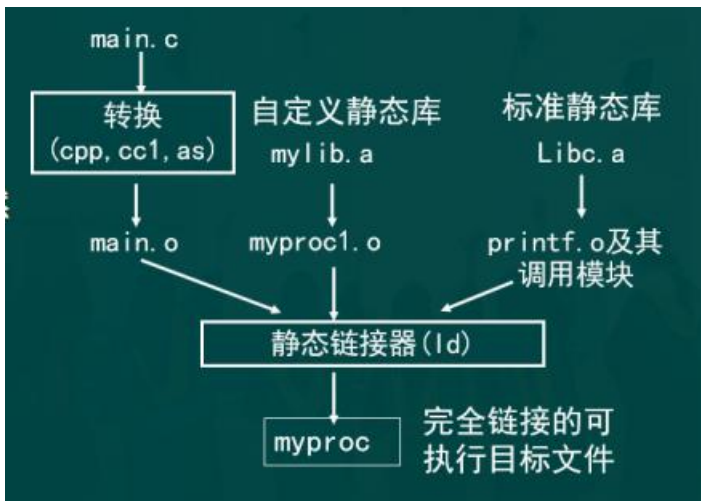 main.c
转换
(cpp,cc1,as)
自定义静态库
mylib.a
标准静态库
Libc.a
main.o
myproc1.o
printf.o及其
调用模块
静态链接器(ld)
myproc
完全链接的可
执行目标文件